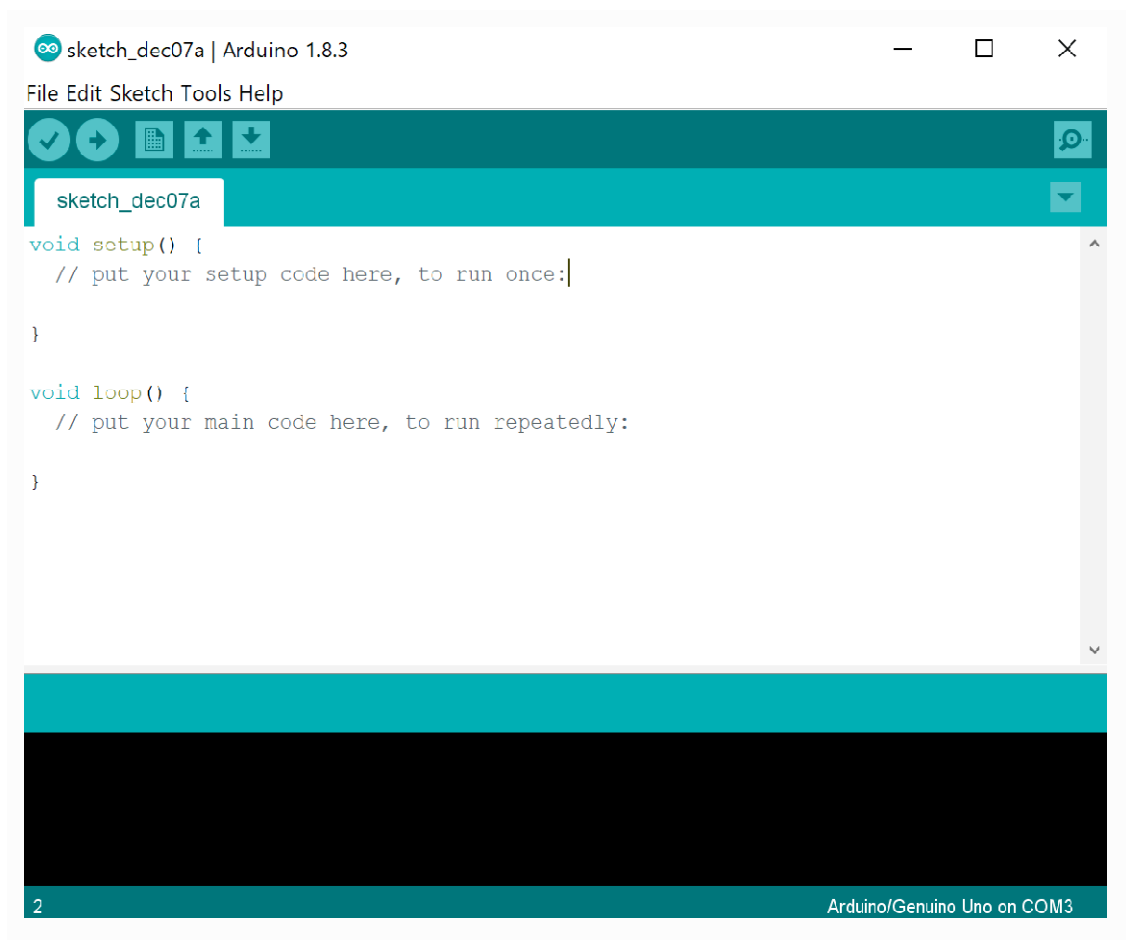 sketch_dec07a | Arduino 1.8.3
File Edit Sketch Tools Help
sketch_dec07a
void setup() {
  // put your setup code here, to run once:
}
void loop() {
  // put your main code here, to run repeatedly:
}
2
Arduino/Genuino Uno on COM3